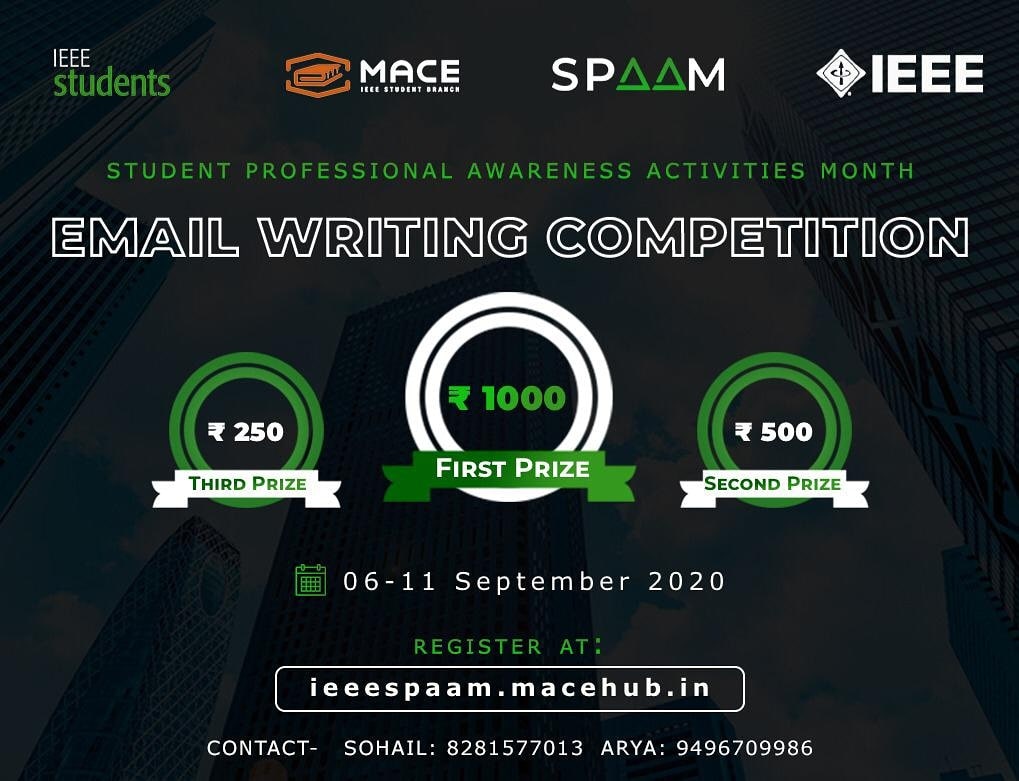 IEEE
students
MACE
IEEE STUDENT BRANCH
SPAAM
IEEE
STUDENT PROFESSIONAL AWARENESS ACTIVITIES MONTH
EMAIL WRITING COMPETITION
₹ 250
THIRD PRIZE
₹ 1000
FIRST PRIZE
₹ 500
SECOND PRIZE
06-11 September 2020
REGISTER AT:
ieeespaam.macehub.in
CONTACT- SOHAIL: 8281577013 ARYA: 9496709986